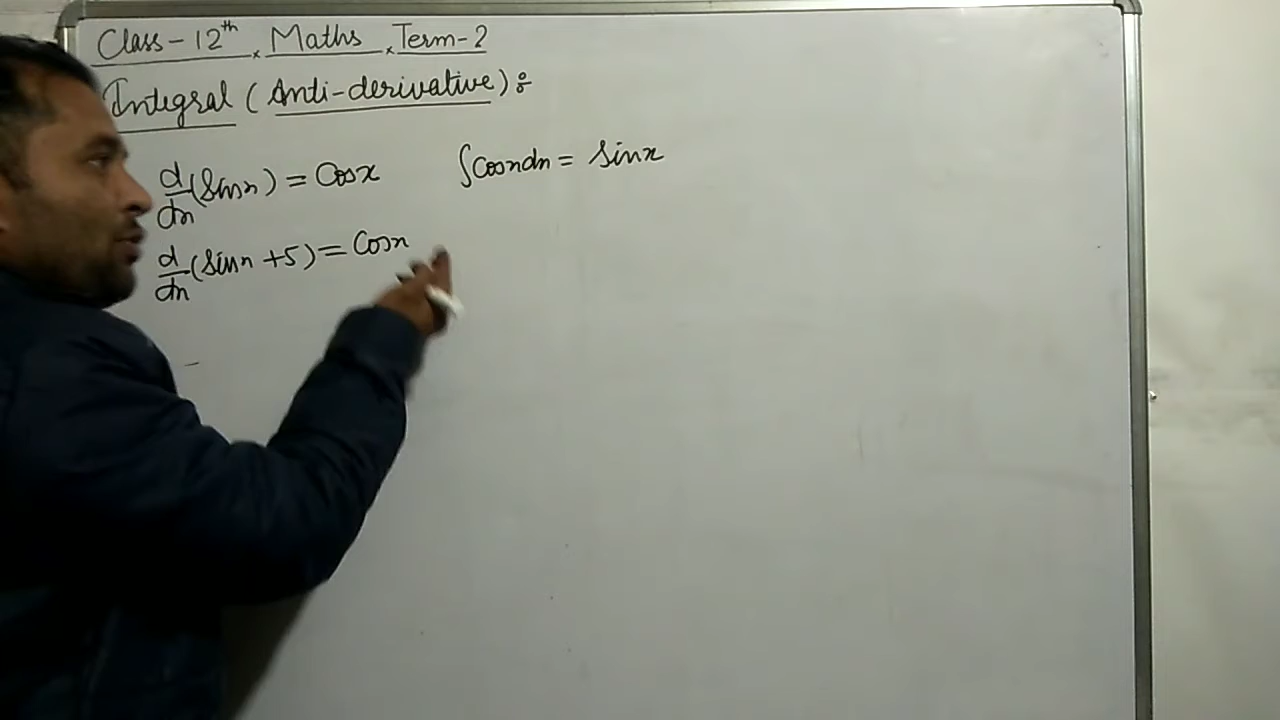 Class-12th, Maths, Term-2
Integral (Anti-derivative):
d/dx (sinx) = Cosx ∫cosxdx = sinx
d/dx (sinx + 5) = Cosx